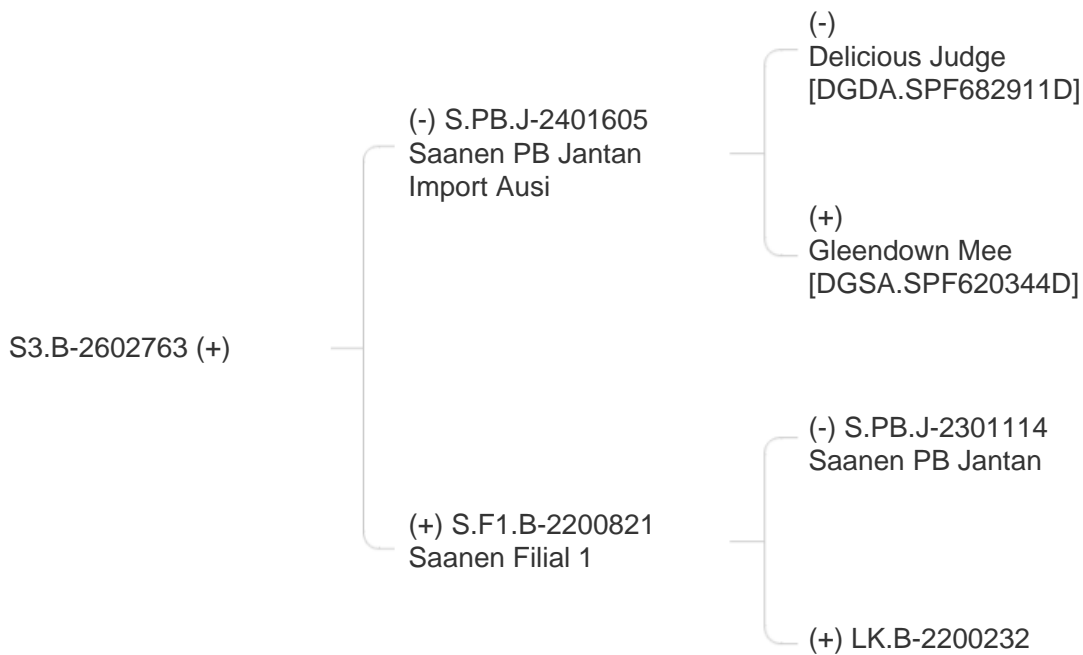 (-)
Delicious Judge
[DGDA.SPF682911D]
(-) S.PB.J-2401605
Saanen PB Jantan
Import Ausi
(+)
Gleendown Mee
[DGSA.SPF620344D]
S3.B-2602763 (+)
(-) S.PB.J-2301114
Saanen PB Jantan
(+) S.F1.B-2200821
Saanen Filial 1
(+) LK.B-2200232